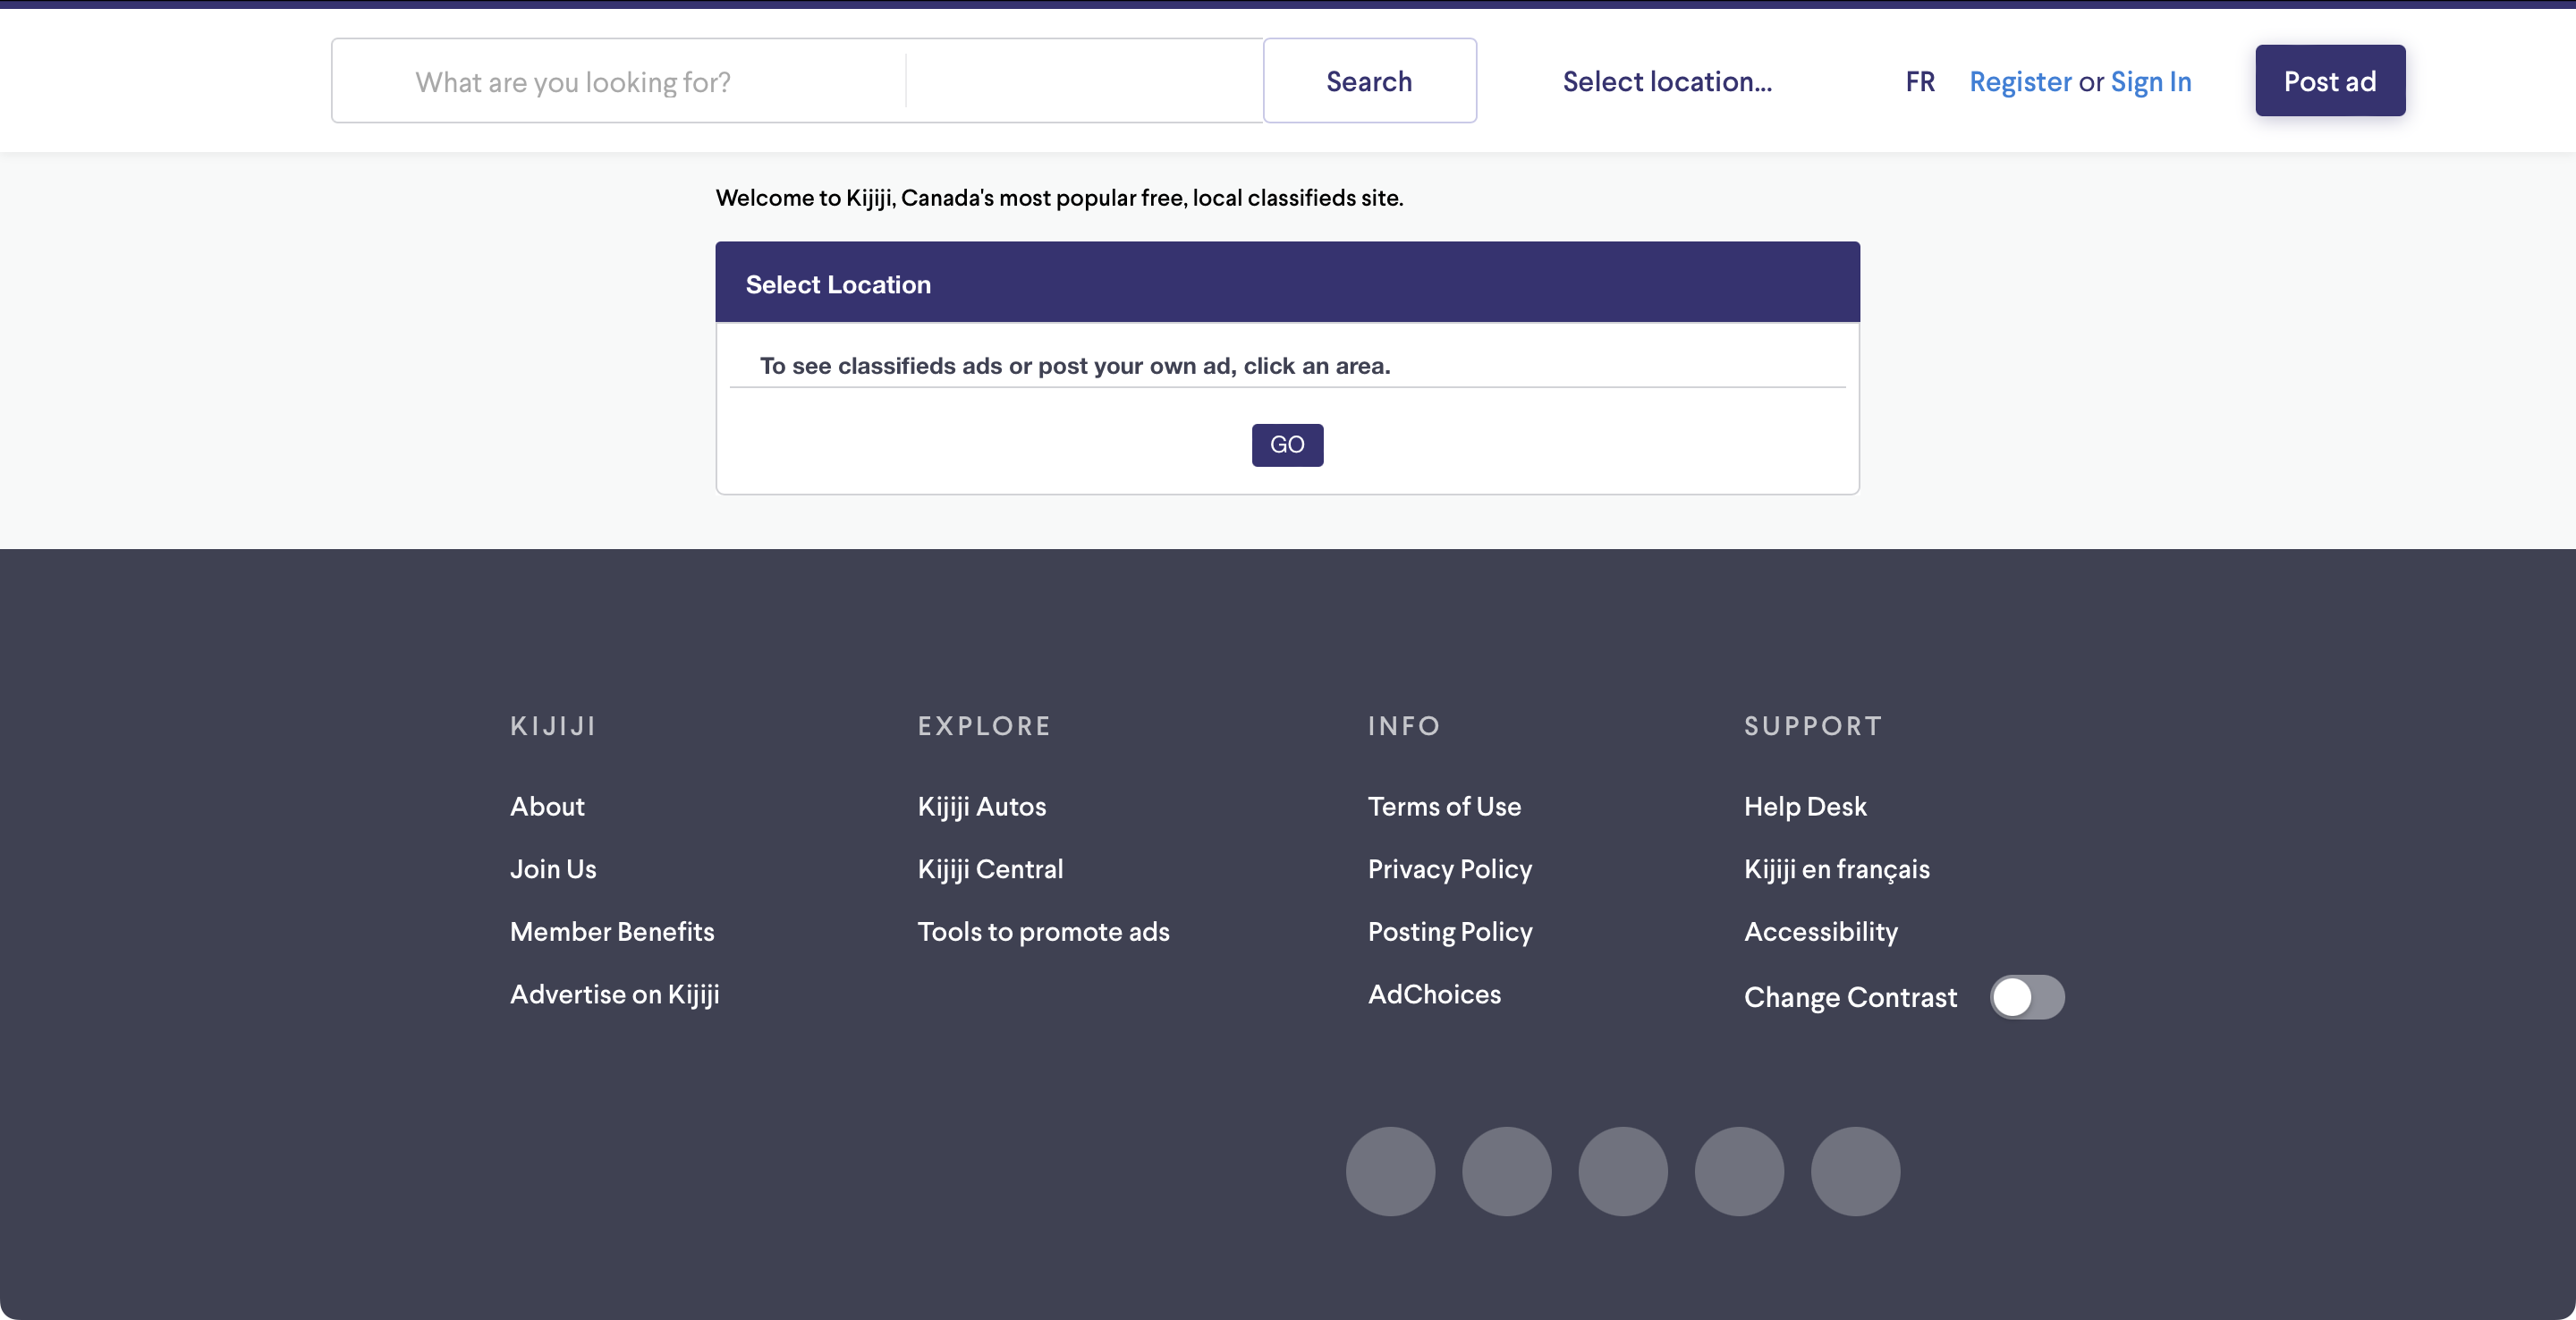 What are you looking for?
Search
Select location...
FR
Register or Sign In
Post ad
Welcome to Kijiji, Canada's most popular free, local classifieds site.
Select Location
To see classifieds ads or post your own ad, click an area.
GO
KIJIJI
About
Join Us
Member Benefits
Advertise on Kijiji
EXPLORE
Kijiji Autos
Kijiji Central
Tools to promote ads
INFO
Terms of Use
Privacy Policy
Posting Policy
AdChoices
SUPPORT
Help Desk
Kijiji en français
Accessibility
Change Contrast